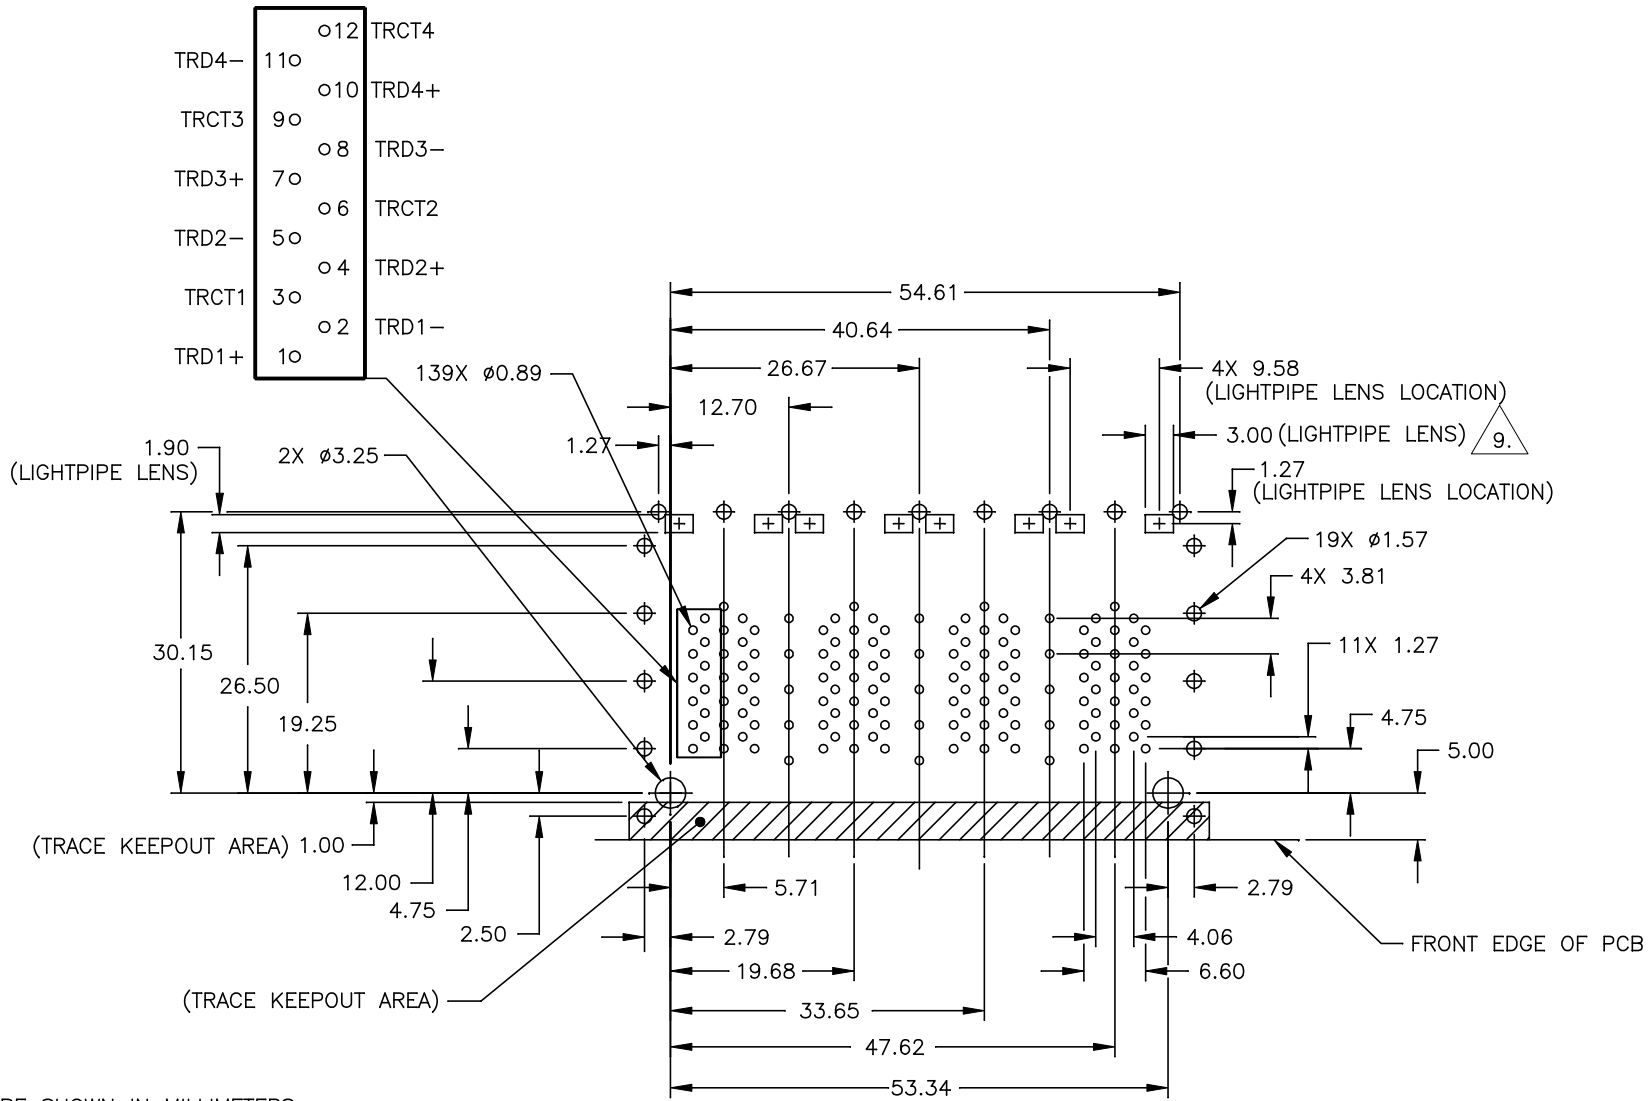 12 TRCT4
TRD4− 11
10 TRD4+
TRCT3 9
8 TRD3−
TRD3+ 7
6 TRCT2
TRD2− 5
4 TRD2+
TRCT1 3
2 TRD1−
TRD1+ 1
54.61
40.64
26.67
12.70
1.27
139X ø0.89
2X ø3.25
1.90
(LIGHTPIPE LENS)
4X 9.58
(LIGHTPIPE LENS LOCATION)
3.00 (LIGHTPIPE LENS)
9.
1.27
(LIGHTPIPE LENS LOCATION)
19X ø1.57
4X 3.81
11X 1.27
4.75
5.00
30.15
26.50
19.25
(TRACE KEEPOUT AREA) 1.00
12.00
4.75
2.50
5.71
2.79
2.79
4.06
6.60
19.68
(TRACE KEEPOUT AREA)
33.65
47.62
53.34
FRONT EDGE OF PCB